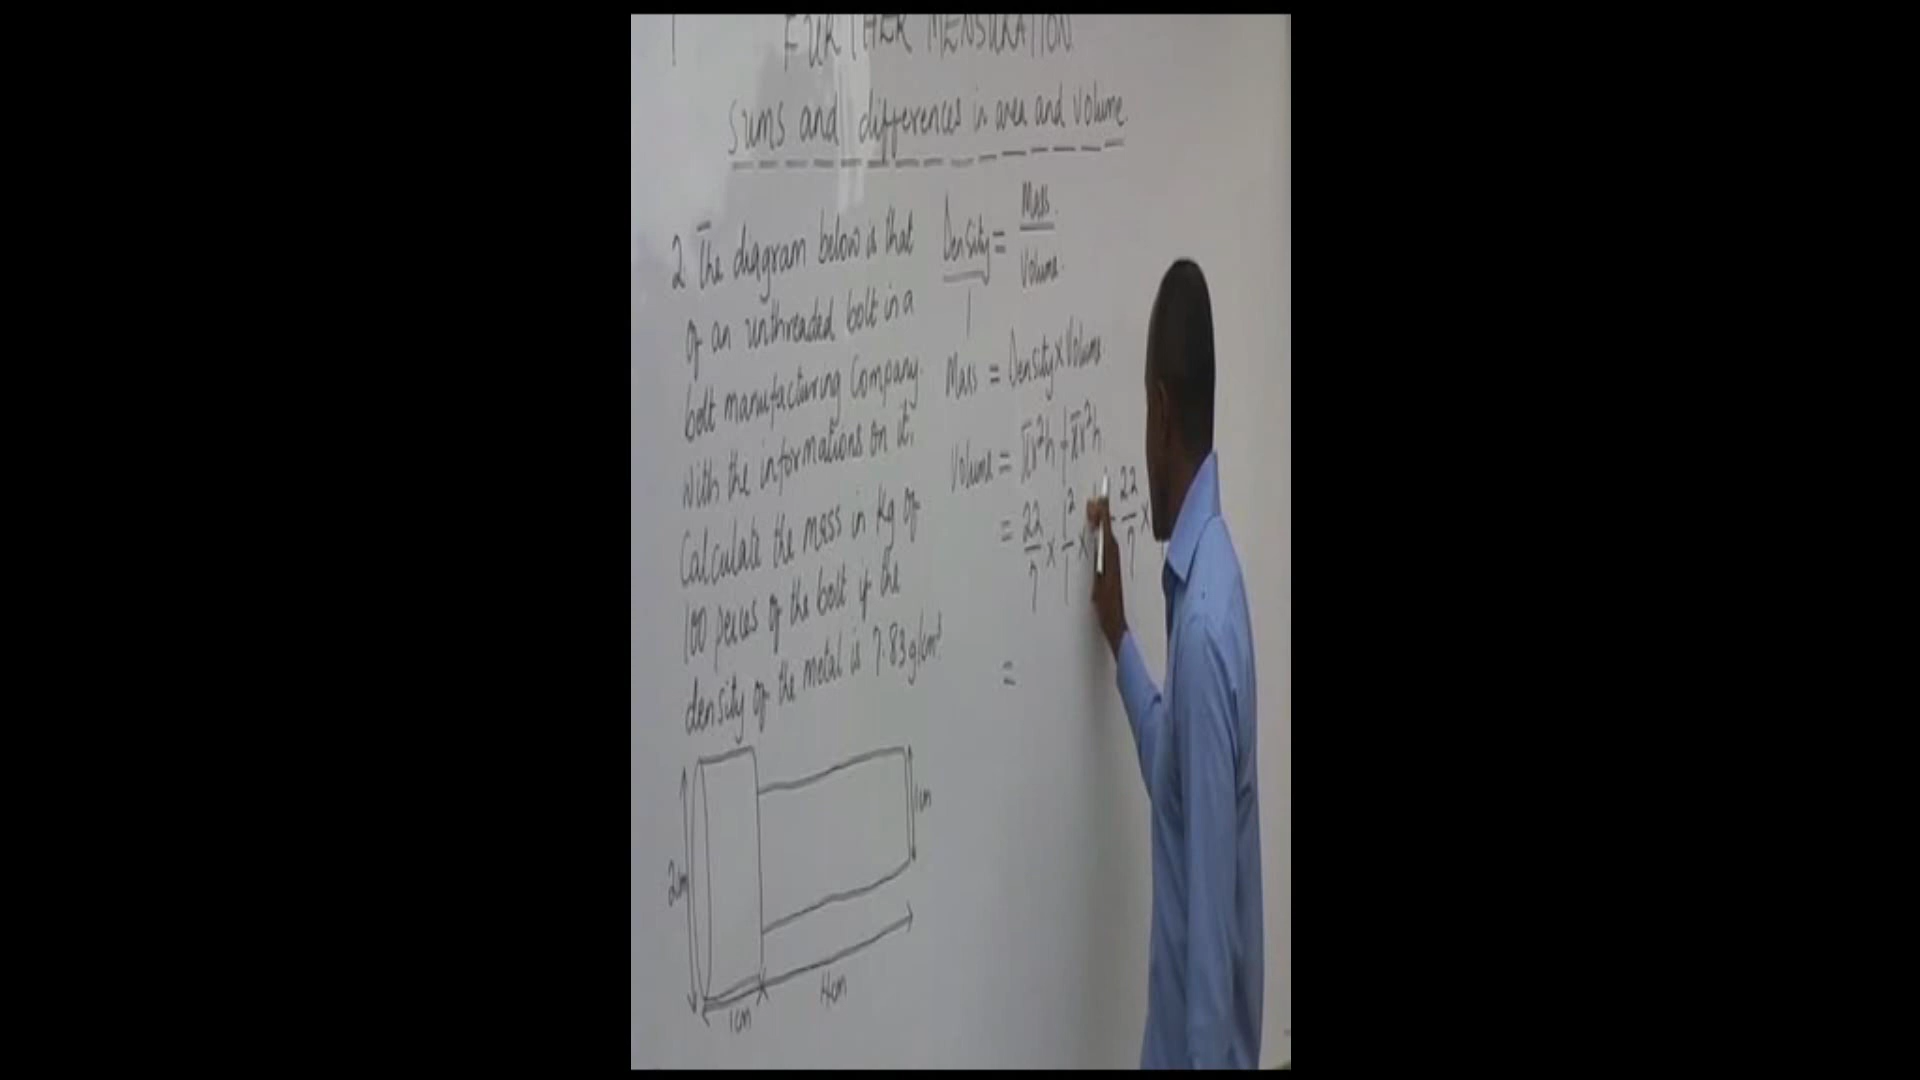 FURTHER MENSURATION
Sums and differences in area and volume.
2. The diagram below is that
of an unthreaded bolt in a
bolt manufacturing Company.
With the informations on it,
Calculate the mass in Kg of
100 peices of the bolt if the
density of the metal is 7.83g/cm³.
Density/1 = Mass/Volume.
Mass = Density × Volume
Volume = πr²h + πr²h
= 22/7 × 1²/1 × + 22/7 ×
=
2cm
1cm
4cm
1cm